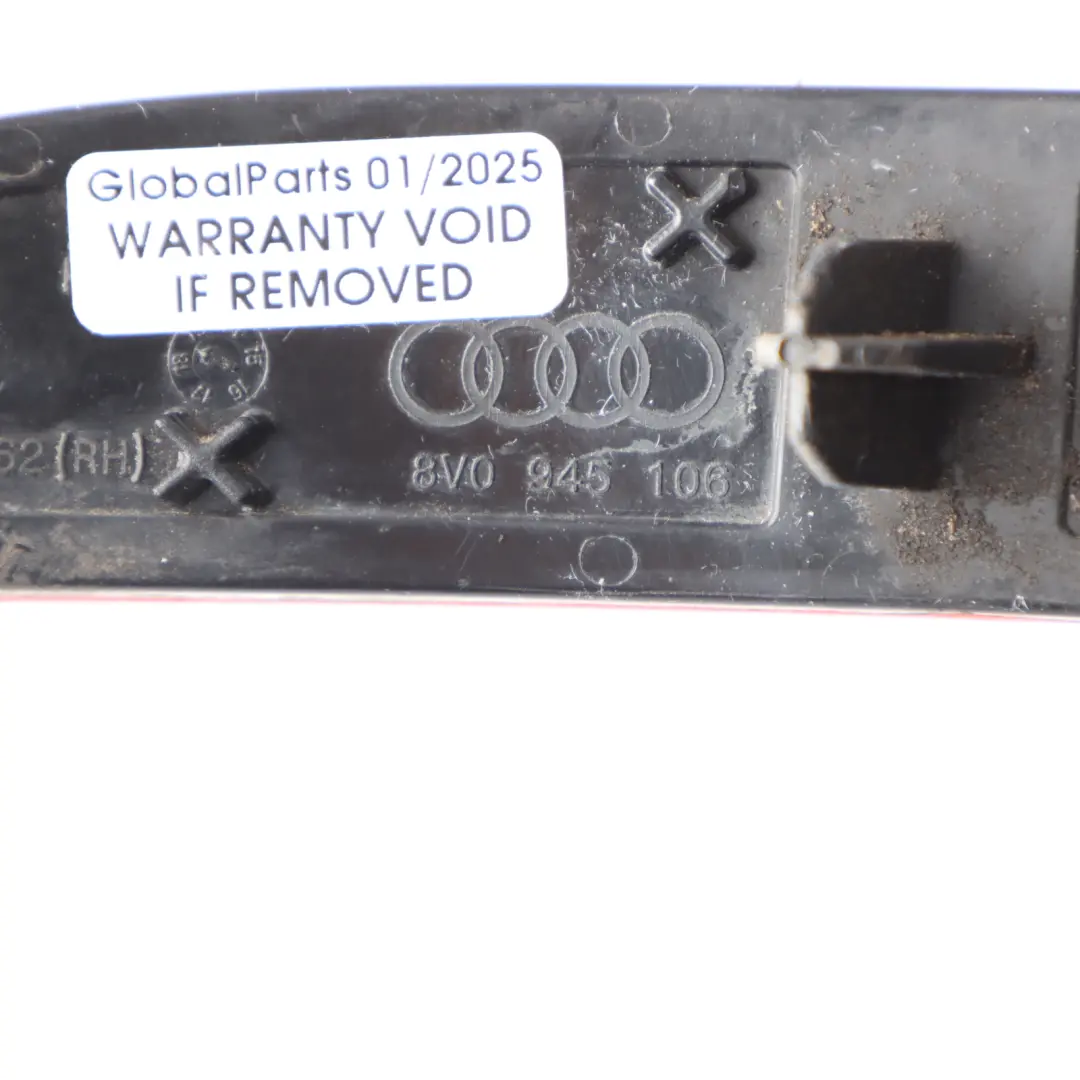 GlobalParts 01/2025
WARRANTY VOID
IF REMOVED
62 (RH)
8V0 945 106